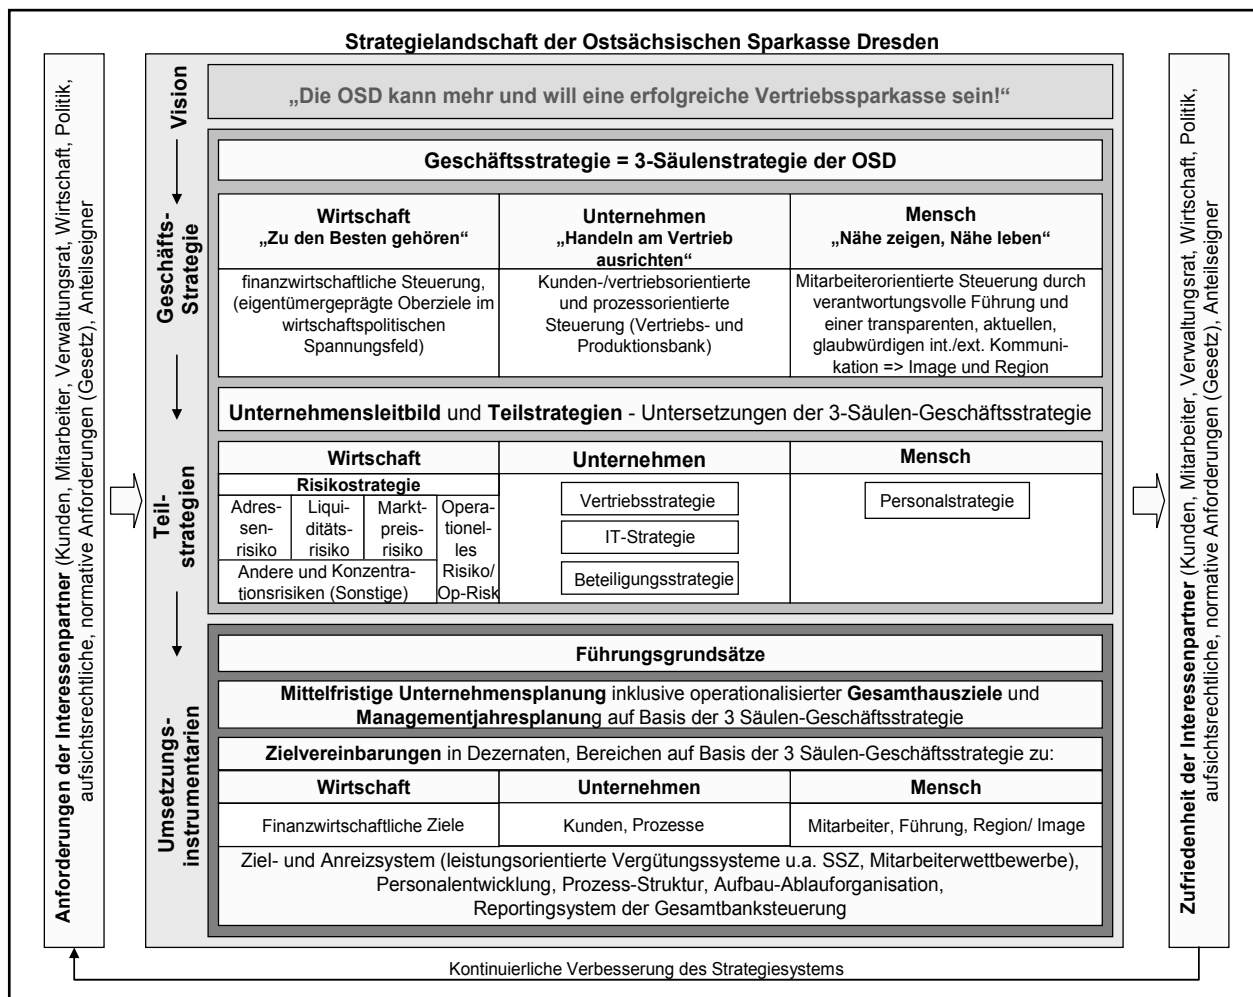 Strategielandschaft der Ostsächsischen Sparkasse Dresden
Anforderungen der Interessenpartner (Kunden, Mitarbeiter, Verwaltungsrat, Wirtschaft, Politik,
aufsichtsrechtliche, normative Anforderungen (Gesetz), Anteilseigner
Vision
„Die OSD kann mehr und will eine erfolgreiche Vertriebssparkasse sein!“
Geschäfts-
Strategie
Geschäftsstrategie = 3-Säulenstrategie der OSD
Wirtschaft
„Zu den Besten gehören”
finanzwirtschaftliche Steuerung,
(eigentümergeprägte Oberziele im
wirtschaftspolitischen
Spannungsfeld)
Unternehmen
„Handeln am Vertrieb
ausrichten“
Kunden-/vertriebsorientierte
und prozessorientierte
Steuerung (Vertriebs- und
Produktionsbank)
Mensch
„Nähe zeigen, Nähe leben“
Mitarbeiterorientierte Steuerung durch
verantwortungsvolle Führung und
einer transparenten, aktuellen,
glaubwürdigen int./ext. Kommuni-
kation => Image und Region
Unternehmensleitbild und Teilstrategien - Untersetzungen der 3-Säulen-Geschäftsstrategie
Teil-
strategien
Wirtschaft
Risikostrategie
Adres-
sen-
risiko
Liqui-
ditäts-
risiko
Markt-
preis-
risiko
Opera-
tionel-
les
Risiko/
Op-Risk
Andere und Konzentra-
tionsrisiken (Sonstige)
Unternehmen
Vertriebsstrategie
IT-Strategie
Beteiligungsstrategie
Mensch
Personalstrategie
Umsetzungs-
instrumentarien
Führungsgrundsätze
Mittelfristige Unternehmensplanung inklusive operationalisierter Gesamthausziele und
Managementjahresplanung auf Basis der 3 Säulen-Geschäftsstrategie
Zielvereinbarungen in Dezernaten, Bereichen auf Basis der 3 Säulen-Geschäftsstrategie zu:
Wirtschaft
Finanzwirtschaftliche Ziele
Unternehmen
Kunden, Prozesse
Mensch
Mitarbeiter, Führung, Region/ Image
Ziel- und Anreizsystem (leistungsorientierte Vergütungssysteme u.a. SSZ, Mitarbeiterwettbewerbe),
Personalentwicklung, Prozess-Struktur, Aufbau-Ablauforganisation,
Reportingsystem der Gesamtbanksteuerung
Zufriedenheit der Interessenpartner (Kunden, Mitarbeiter, Verwaltungsrat, Wirtschaft, Politik,
aufsichtsrechtliche, normative Anforderungen (Gesetz), Anteilseigner
Kontinuierliche Verbesserung des Strategiesystems